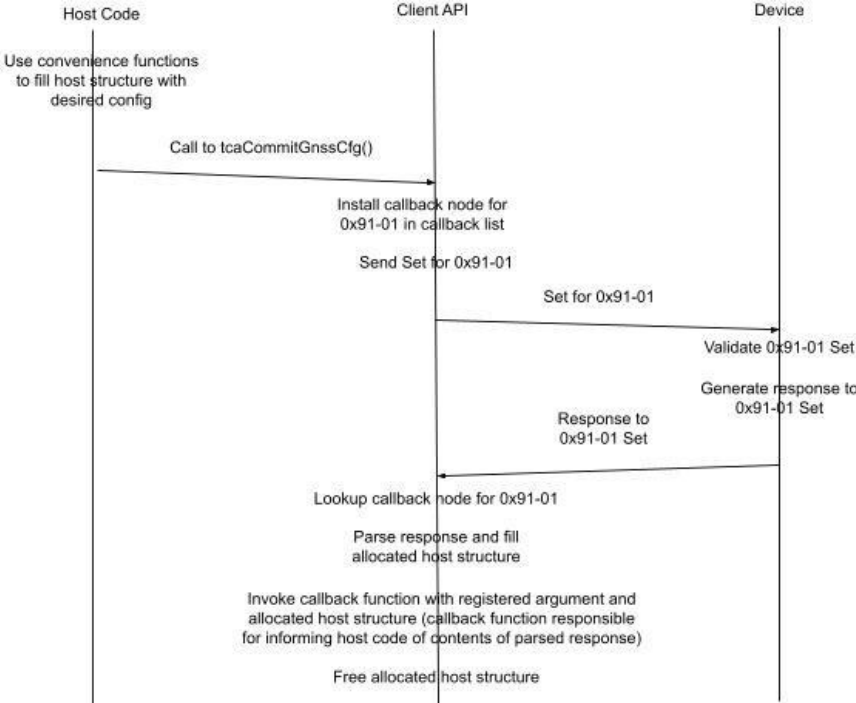 Host Code
Client API
Device
Use convenience functions
to fill host structure with
desired config
Call to tcaCommitGnssCfg()
Install callback node for
0x91-01 in callback list
Send Set for 0x91-01
Set for 0x91-01
Validate 0x91-01 Set
Generate response to
0x91-01 Set
Response to
0x91-01 Set
Lookup callback node for 0x91-01
Parse response and fill
allocated host structure
Invoke callback function with registered argument and
allocated host structure (callback function responsible
for informing host code of contents of parsed response)
Free allocated host structure